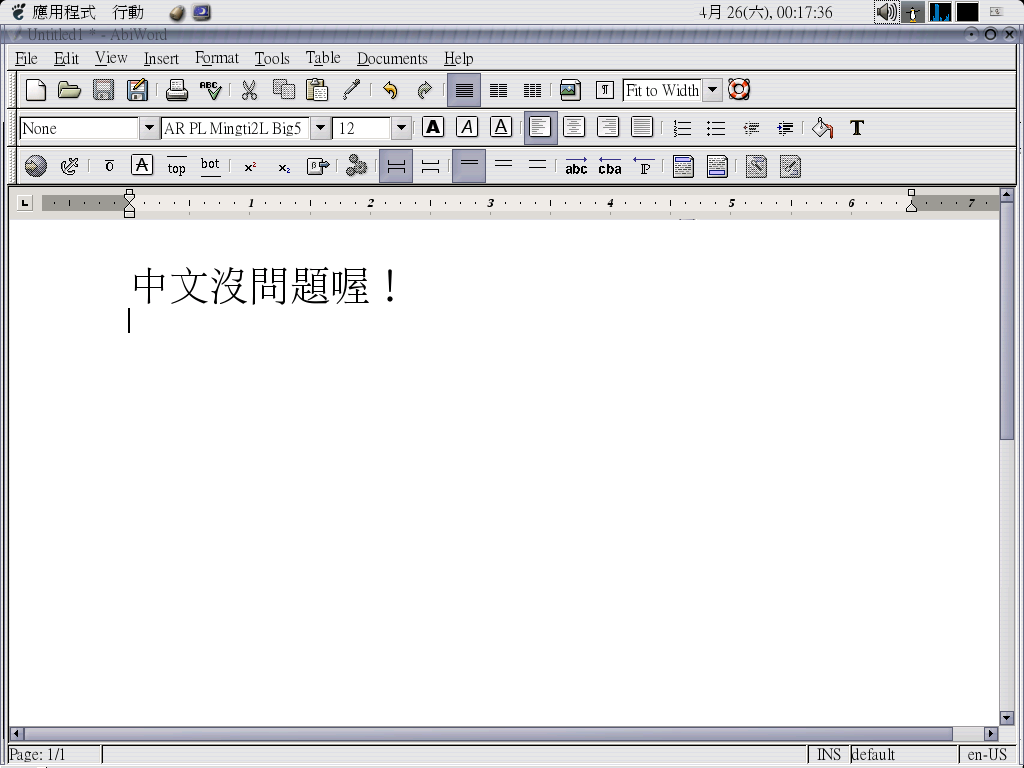 應用程式 行動 4月 26(六), 00:17:36
Untitled1 * - AbiWord
File Edit View Insert Format Tools Table Documents Help
ABC Fit to Width
None AR PL Mingti2L Big5 12 A A A T
o A top bot x² x₂ abc cba
1 2 3 4 5 6 7
中文沒問題喔！
Page: 1/1 INS default en-US